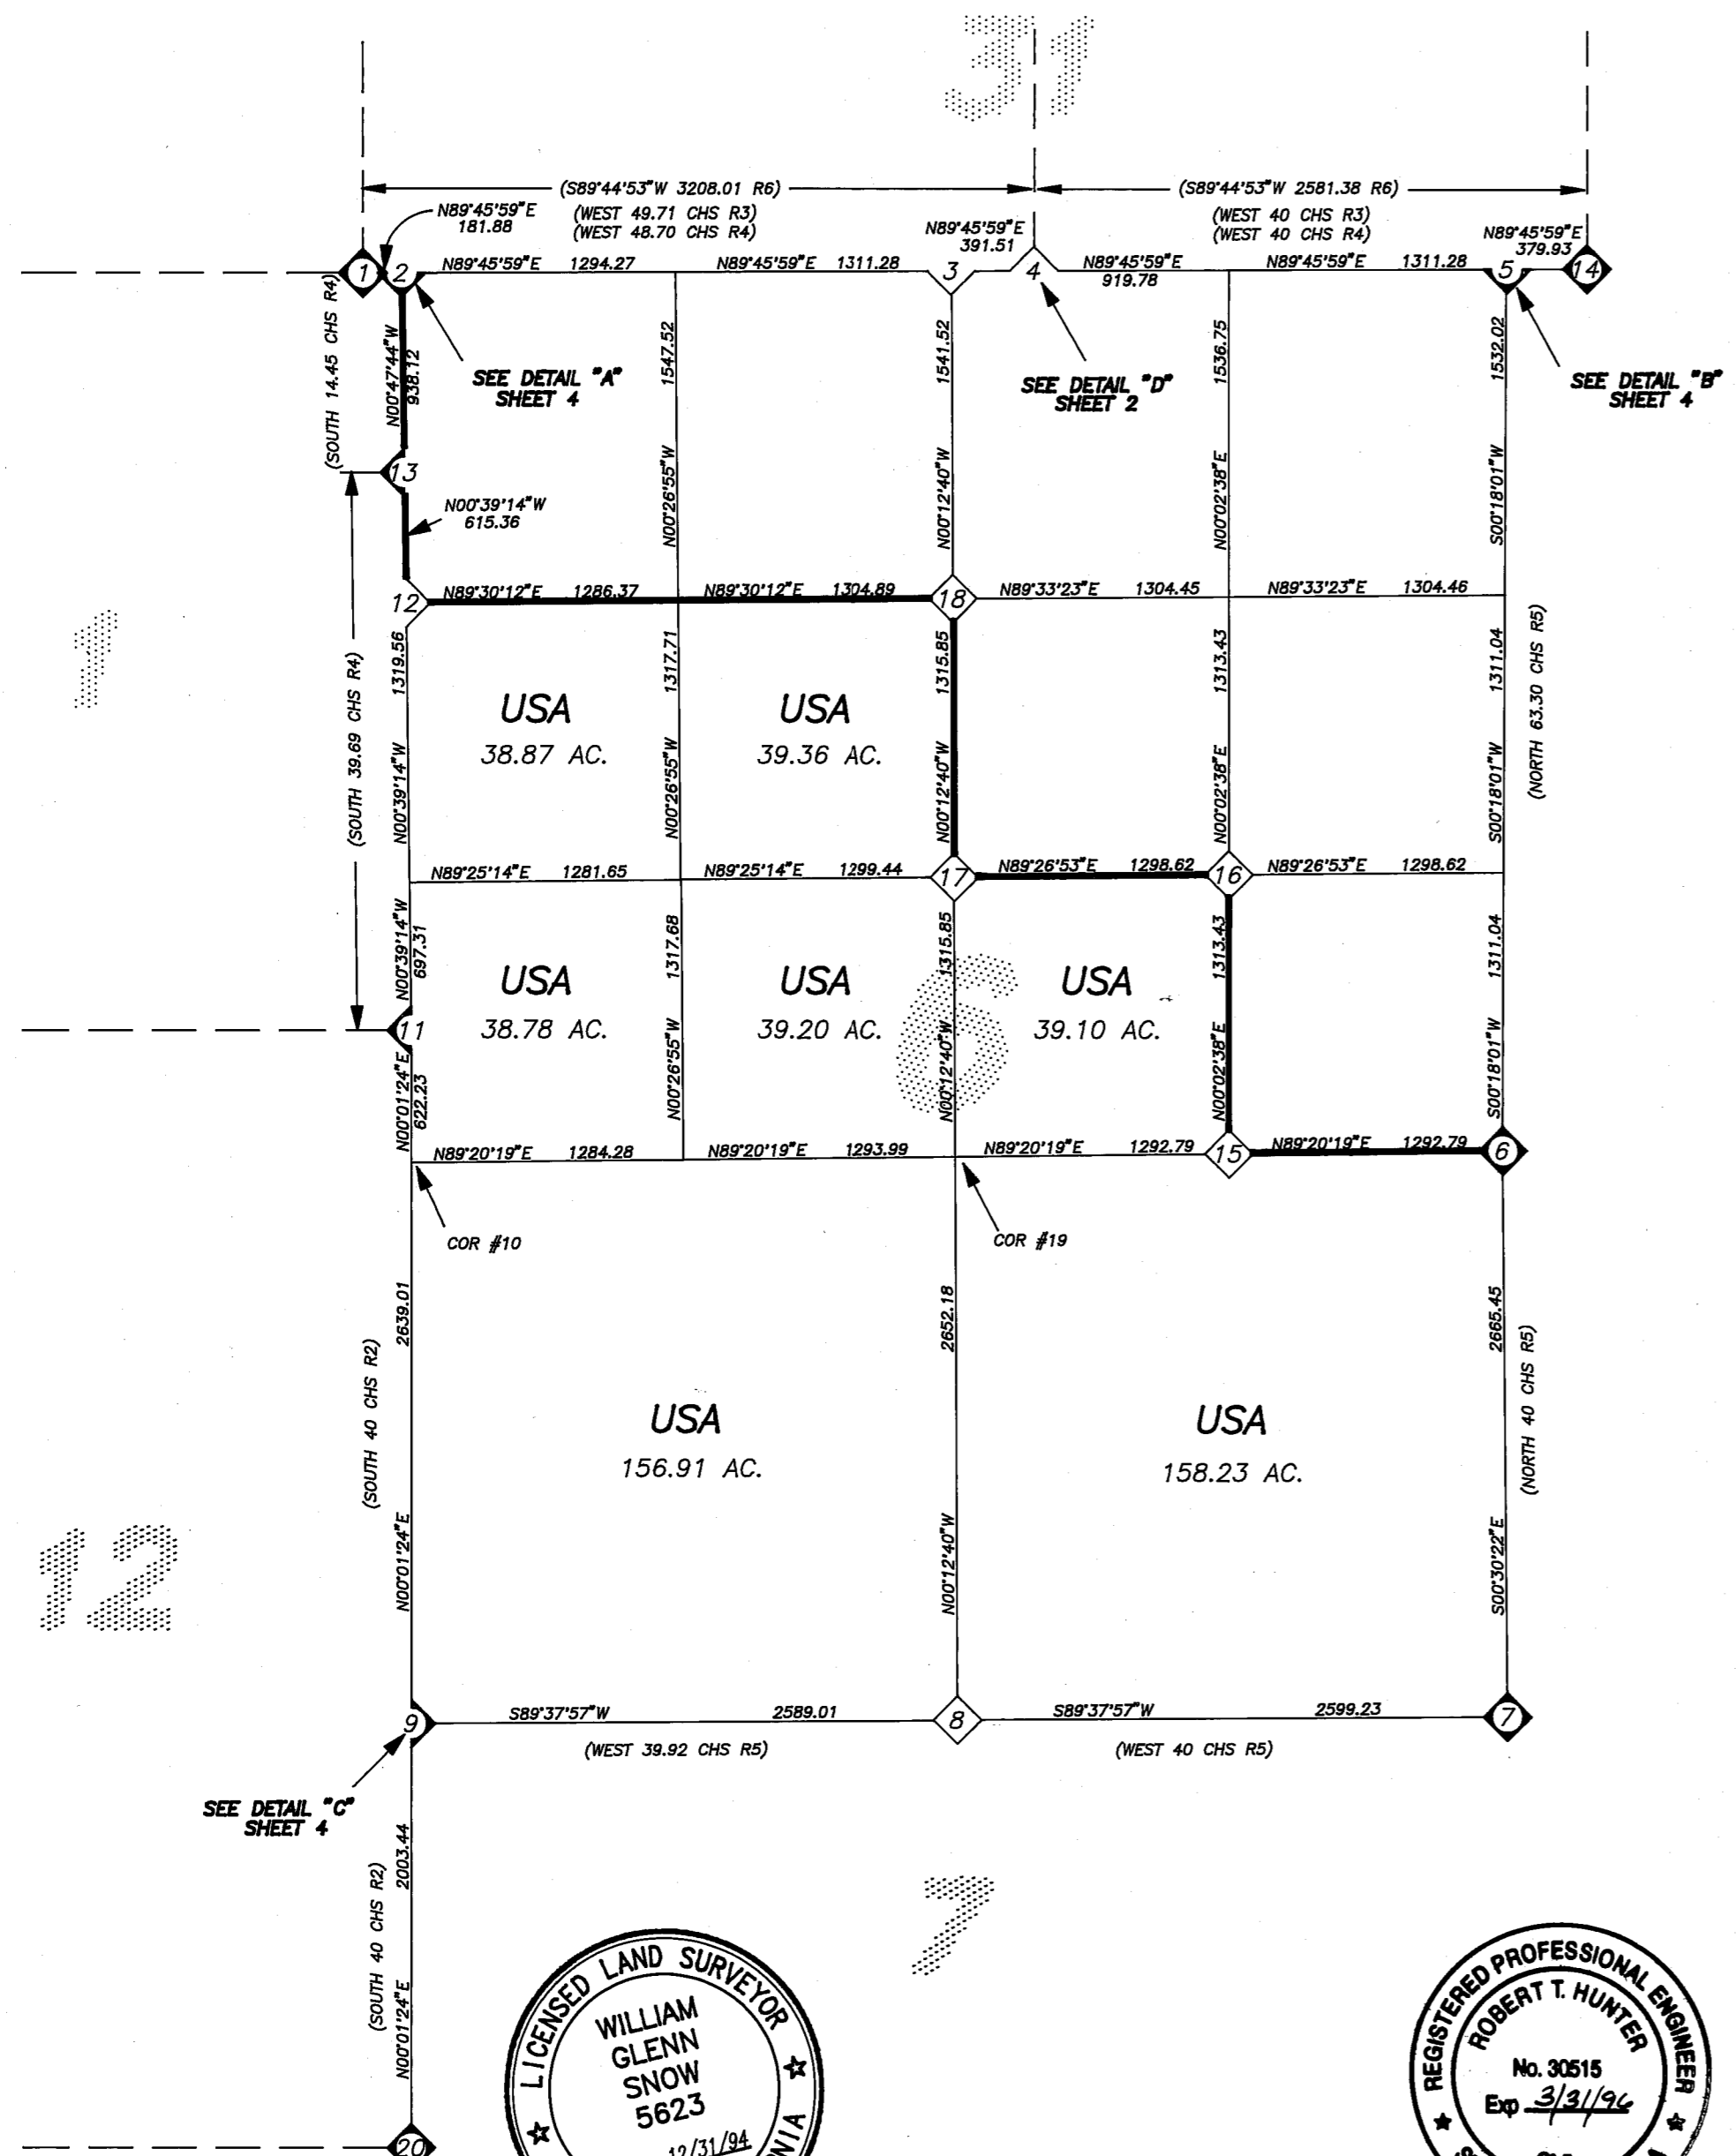 31
(S89°44'53"W 3208.01 R6)
(S89°44'53"W 2581.38 R6)
N89°45'59"E
181.88
(WEST 49.71 CHS R3)
(WEST 48.70 CHS R4)
N89°45'59"E
391.51
(WEST 40 CHS R3)
(WEST 40 CHS R4)
N89°45'59"E
379.93
1
2
N89°45'59"E 1294.27
N89°45'59"E 1311.28
3
4
N89°45'59"E
919.78
N89°45'59"E 1311.28
5
14
(SOUTH 14.45 CHS R4)
N00°47'44"W
938.12
SEE DETAIL "A"
SHEET 4
1547.52
N00°26'55"W
1541.52
N00°12'40"W
SEE DETAIL "D"
SHEET 2
1536.75
N00°02'38"E
1532.02
S00°18'01"W
SEE DETAIL "B"
SHEET 4
13
N00°39'14"W
615.36
12
N89°30'12"E 1286.37
N89°30'12"E 1304.89
18
N89°33'23"E 1304.45
N89°33'23"E 1304.46
1
(SOUTH 39.69 CHS R4)
1319.56
N00°39'14"W
USA
38.87 AC.
1317.71
N00°26'55"W
USA
39.36 AC.
1315.85
N00°12'40"W
1313.43
N00°02'38"E
1311.04
S00°18'01"W
(NORTH 63.30 CHS R5)
N89°25'14"E 1281.65
N89°25'14"E 1299.44
17
N89°26'53"E 1298.62
16
N89°26'53"E 1298.62
N00°39'14"W
697.31
11
N00°01'24"E
622.23
USA
38.78 AC.
1317.68
N00°26'55"W
USA
39.20 AC.
6
1315.85
N00°12'40"W
USA
39.10 AC.
1313.43
N00°02'38"E
1311.04
S00°18'01"W
N89°20'19"E 1284.28
N89°20'19"E 1293.99
N89°20'19"E 1292.79
15
N89°20'19"E 1292.79
6
COR #10
COR #19
2639.01
(SOUTH 40 CHS R2)
N00°01'24"E
USA
156.91 AC.
2652.18
N00°12'40"W
USA
158.23 AC.
2665.45
S00°30'22"E
(NORTH 40 CHS R5)
12
9
S89°37'57"W 2589.01
8
S89°37'57"W 2599.23
7
(WEST 39.92 CHS R5)
(WEST 40 CHS R5)
SEE DETAIL "C"
SHEET 4
2003.44
(SOUTH 40 CHS R2)
N00°01'24"E
7
20
LICENSED LAND SURVEYOR
WILLIAM
GLENN
SNOW
5623
12/31/94
REGISTERED PROFESSIONAL ENGINEER
ROBERT T. HUNTER
No. 30515
Exp 3/31/96